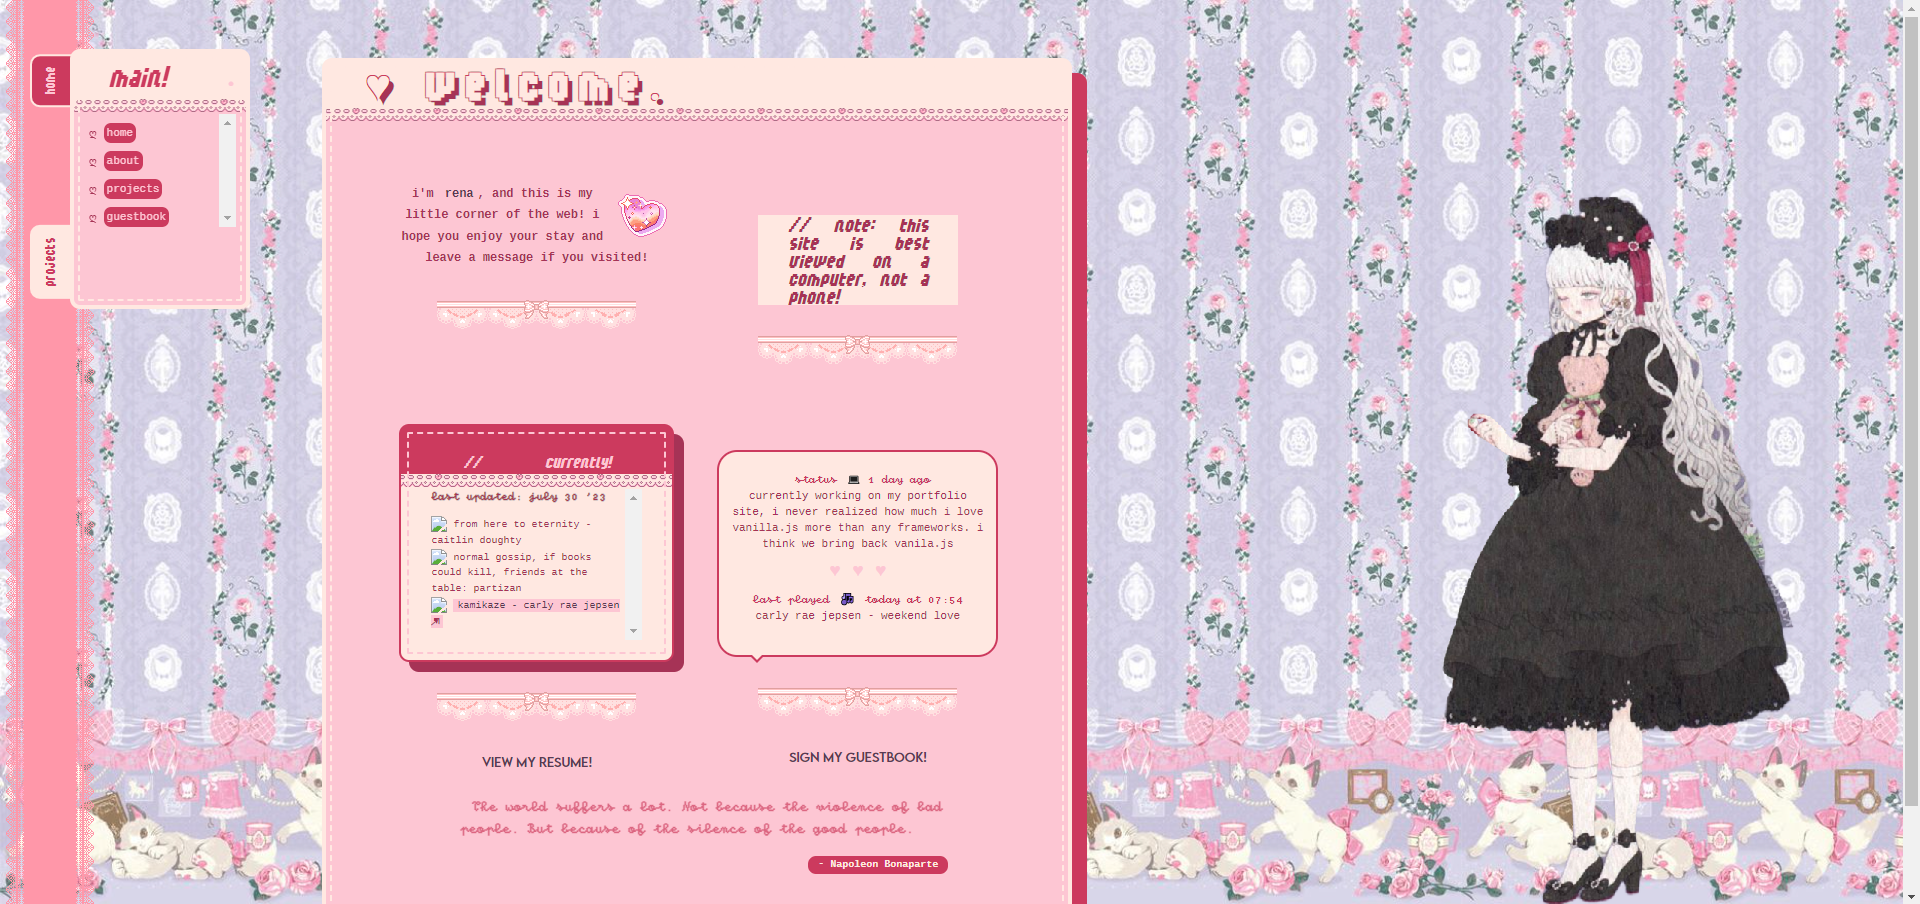 home
projects
main!
ღ home
ღ about
ღ projects
ღ guestbook
♡ welcome.
i'm rena, and this is my
little corner of the web! i
hope you enjoy your stay and
leave a message if you visited!
// note: this
site is best
viewed on a
computer, not a
phone!
// currently!
last updated: july 30 '23
from here to eternity -
caitlin doughty
normal gossip, if books
could kill, friends at the
table: partizan
kamikaze - carly rae jepsen
status 💻 1 day ago
currently working on my portfolio
site, i never realized how much i love
vanilla.js more than any frameworks. i
think we bring back vanila.js
♥ ♥ ♥
last played 🎶 today at 07:54
carly rae jepsen - weekend love
VIEW MY RESUME!
SIGN MY GUESTBOOK!
The world suffers a lot. Not because the violence of bad
people. But because of the silence of the good people.
- Napoleon Bonaparte